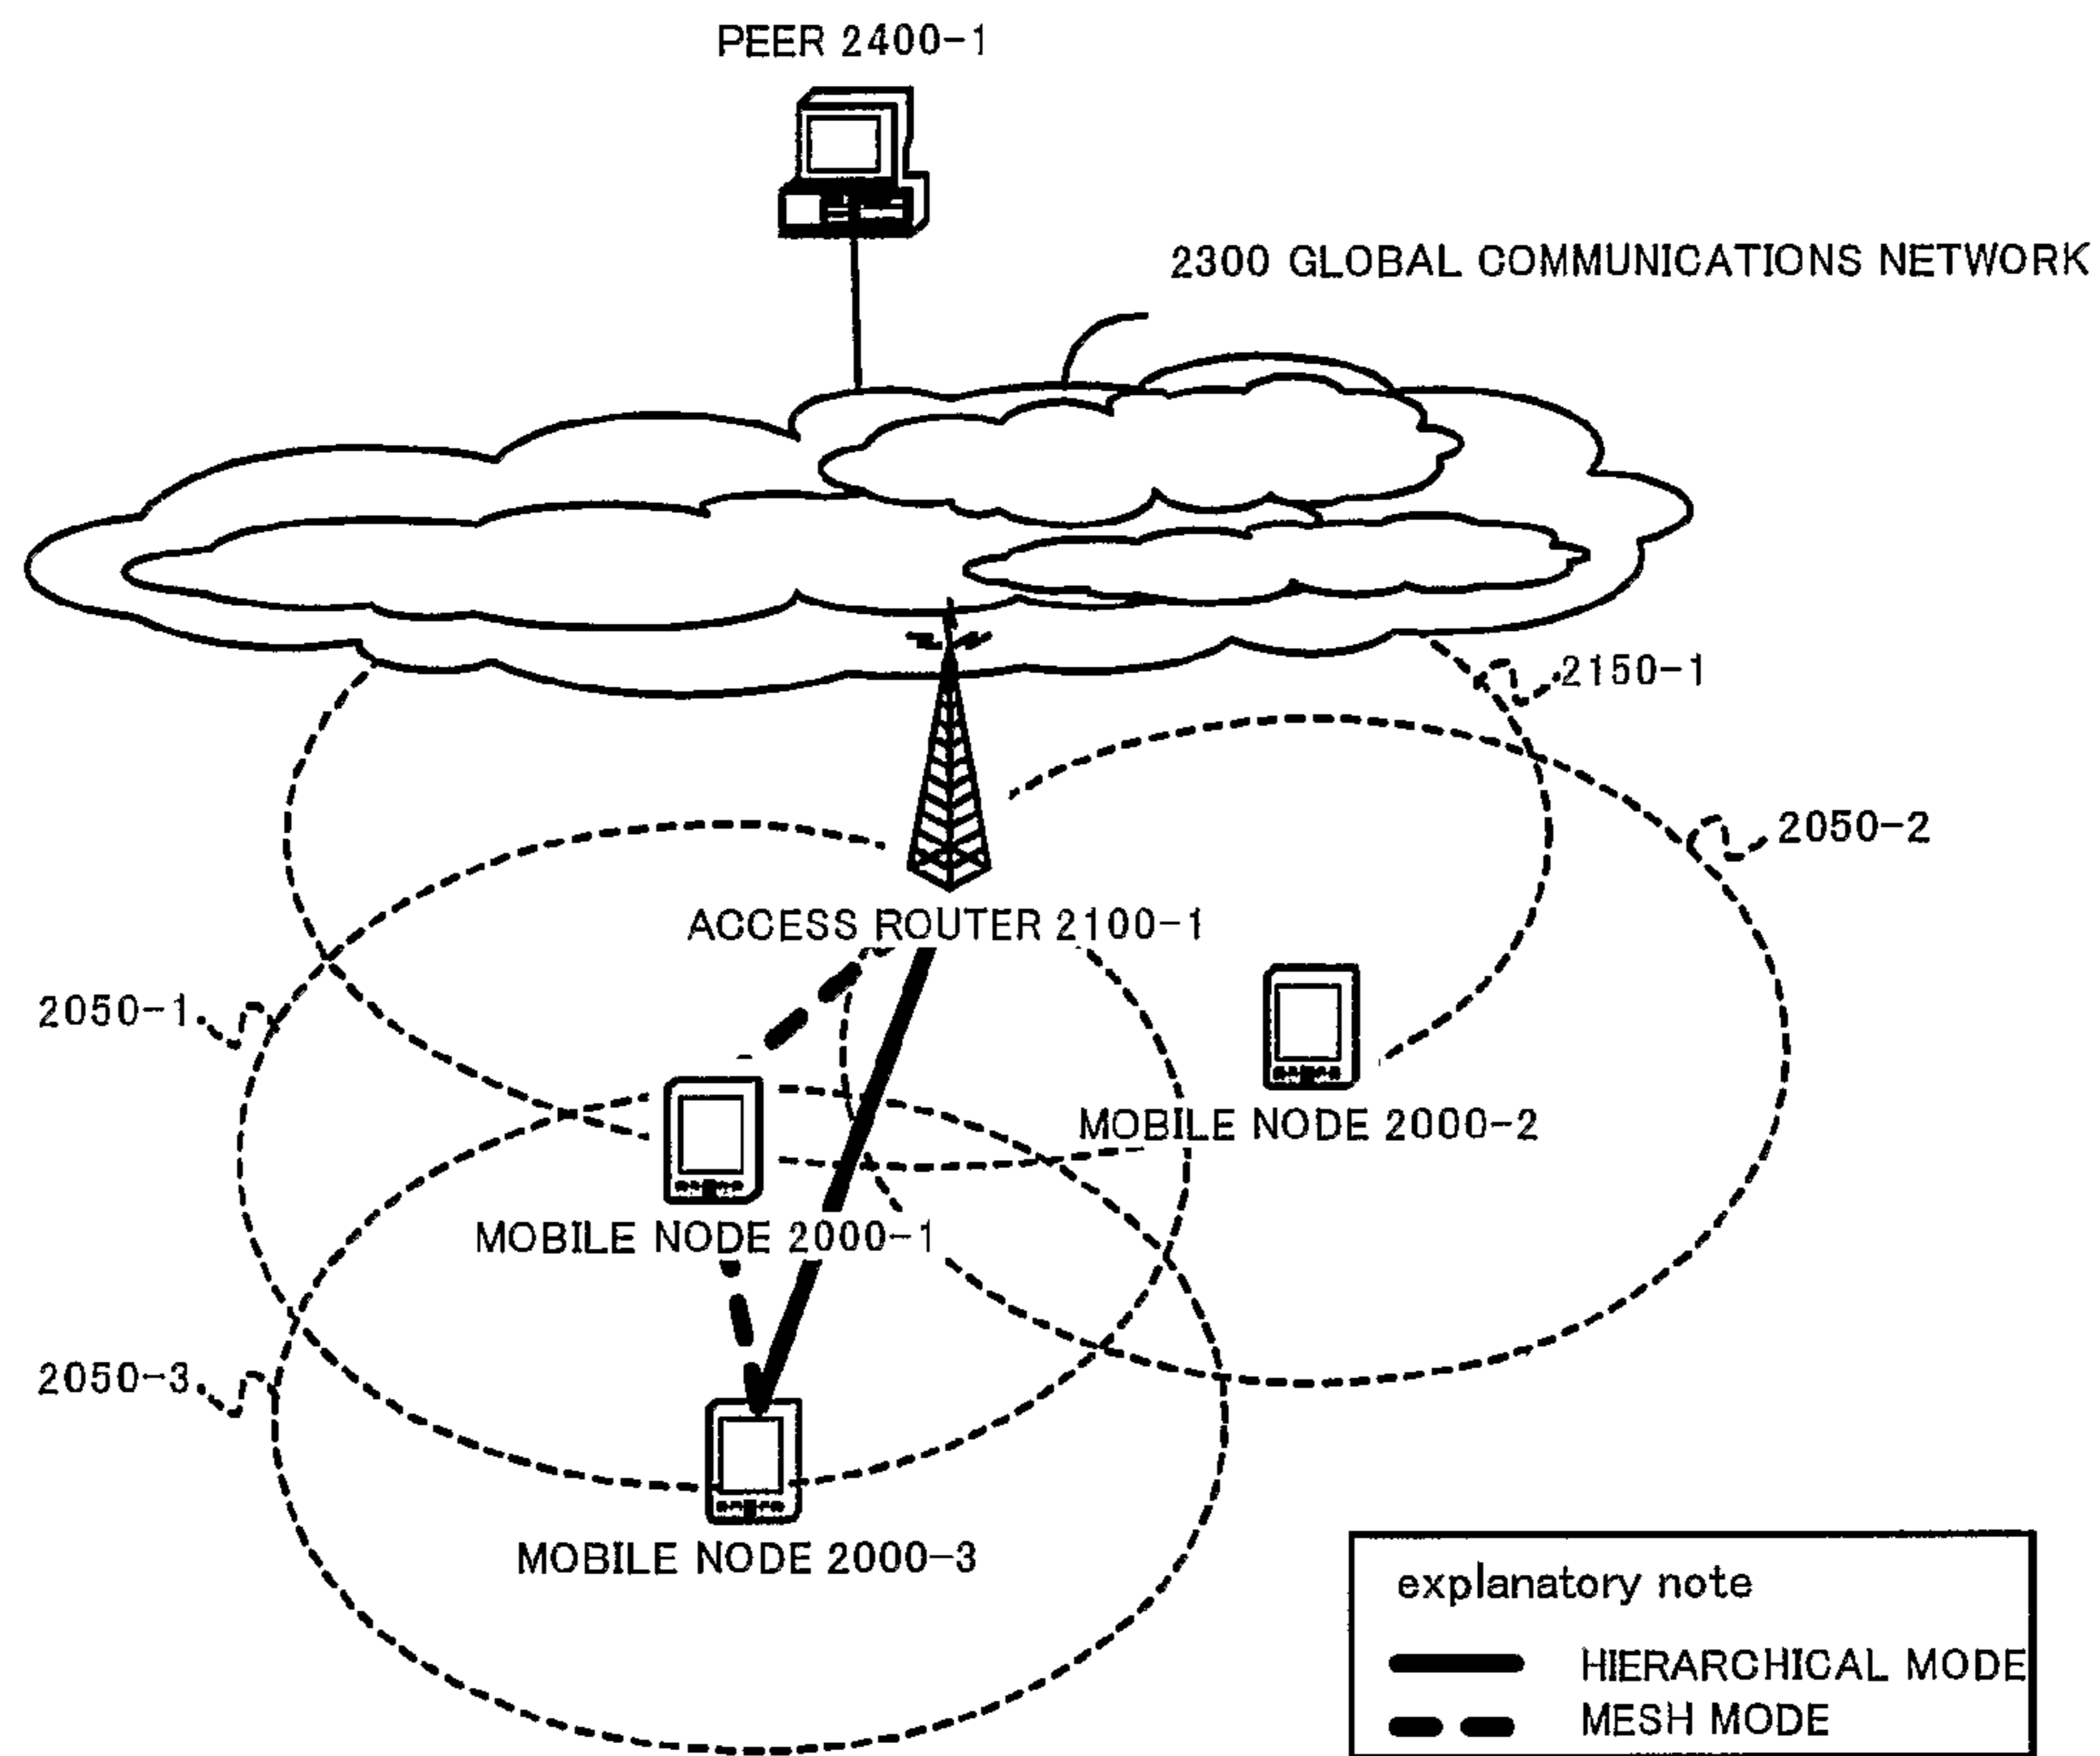 PEER 2400-1
2300 GLOBAL COMMUNICATIONS NETWORK
2150-1
2050-2
ACCESS ROUTER 2100-1
2050-1
MOBILE NODE 2000-2
MOBILE NODE 2000-1
2050-3
MOBILE NODE 2000-3
explanatory note
HIERARCHICAL MODE
MESH MODE